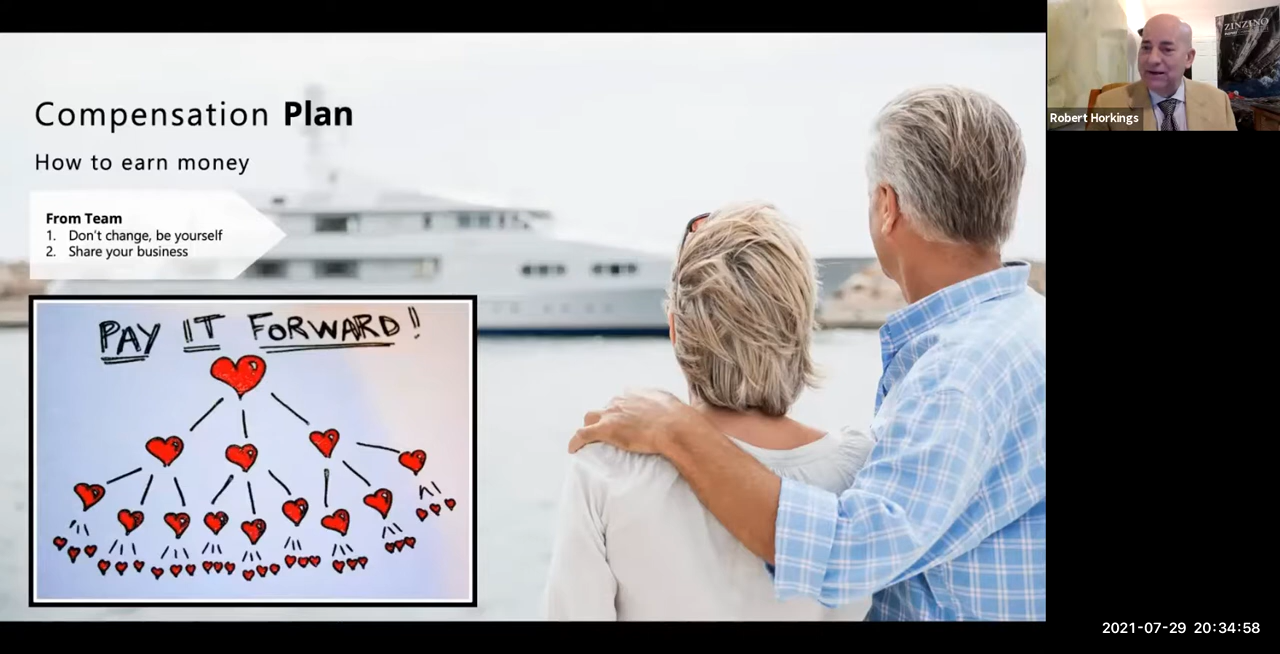 Compensation Plan
How to earn money
From Team
1. Don't change, be yourself
2. Share your business
PAY IT FORWARD!
ZINZINO
Robert Horkings
2021-07-29 20:34:58